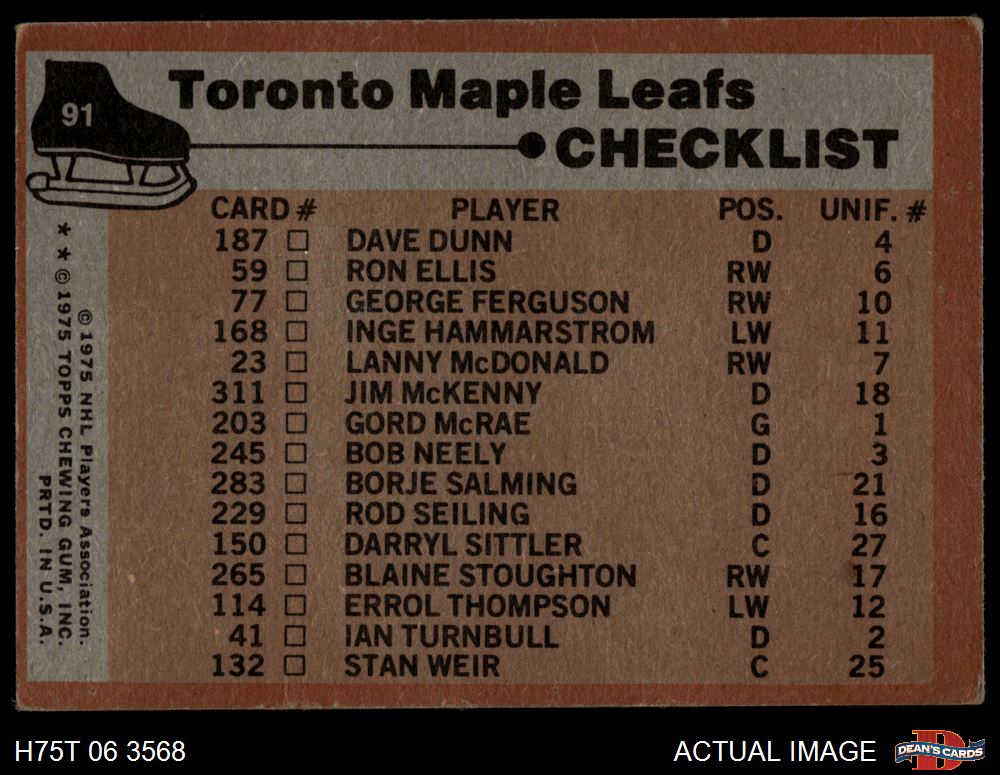 91
Toronto Maple Leafs
CHECKLIST
CARD # PLAYER POS. UNIF. #
187 □ DAVE DUNN D 4
59 □ RON ELLIS RW 6
77 □ GEORGE FERGUSON RW 10
168 □ INGE HAMMARSTROM LW 11
23 □ LANNY McDONALD RW 7
311 □ JIM McKENNY D 18
203 □ GORD McRAE G 1
245 □ BOB NEELY D 3
283 □ BORJE SALMING D 21
229 □ ROD SEILING D 16
150 □ DARRYL SITTLER C 27
265 □ BLAINE STOUGHTON RW 17
114 □ ERROL THOMPSON LW 12
41 □ IAN TURNBULL D 2
132 □ STAN WEIR C 25
© 1975 NHL Players Association.
★ ★ © 1975 TOPPS CHEWING GUM, INC.
PRTD. IN U.S.A.
H75T 06 3568
ACTUAL IMAGE
D
DEAN'S CARDS